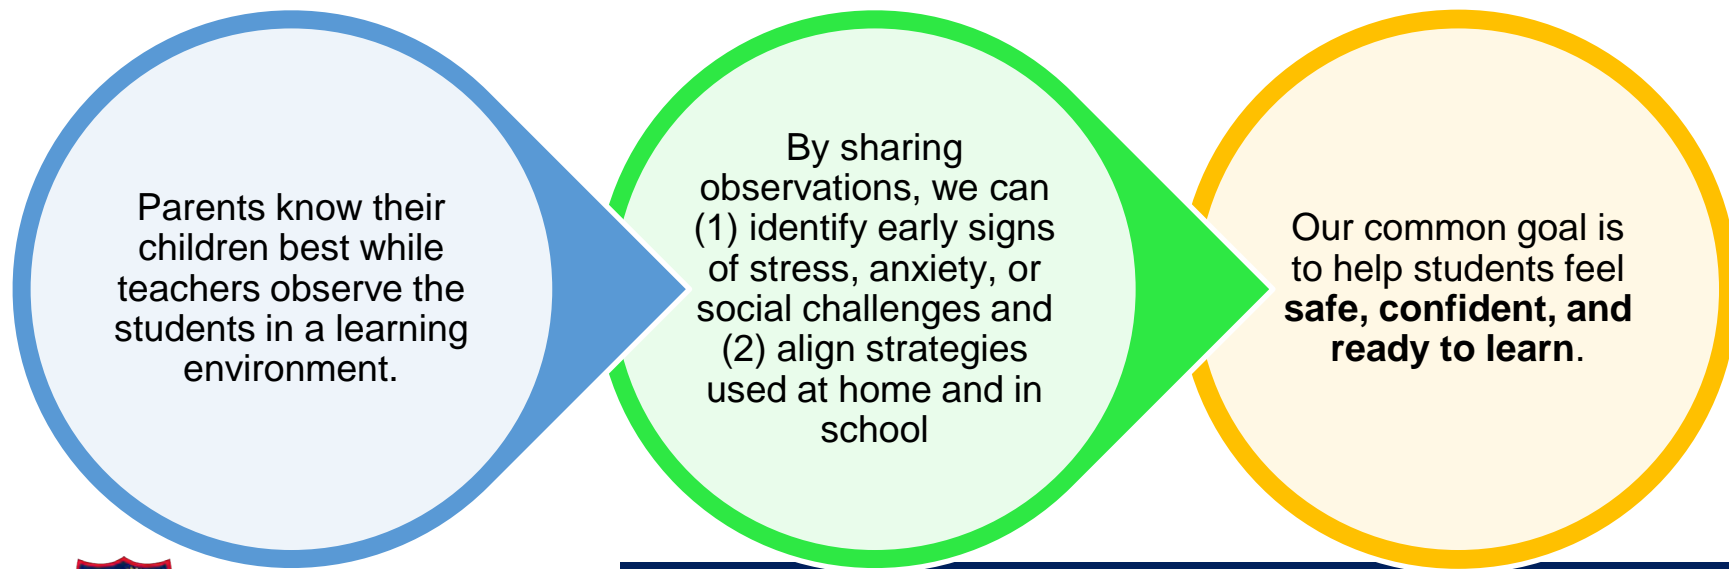 Parents know their
children best while
teachers observe the
students in a learning
environment.
By sharing
observations, we can
(1) identify early signs
of stress, anxiety, or
social challenges and
(2) align strategies
used at home and in
school
Our common goal is
to help students feel
safe, confident, and
ready to learn.